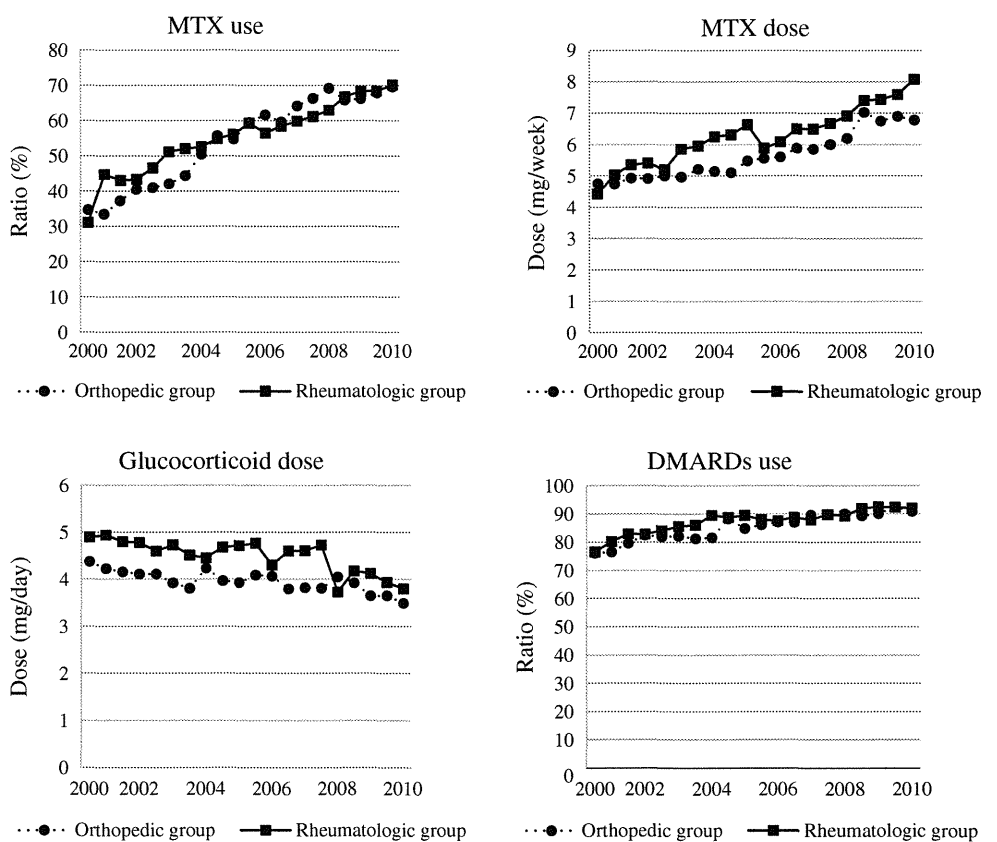 MTX use
Ratio (%)
80
70
60
50
40
30
20
10
0
2000 2002 2004 2006 2008 2010
Orthopedic group Rheumatologic group
MTX dose
Dose (mg/week)
9
8
7
6
5
4
3
2
1
0
2000 2002 2004 2006 2008 2010
Orthopedic group Rheumatologic group
Glucocorticoid dose
Dose (mg/day)
6
5
4
3
2
1
0
2000 2002 2004 2006 2008 2010
Orthopedic group Rheumatologic group
DMARDs use
Ratio (%)
100
90
80
70
60
50
40
30
20
10
0
2000 2002 2004 2006 2008 2010
Orthopedic group Rheumatologic group